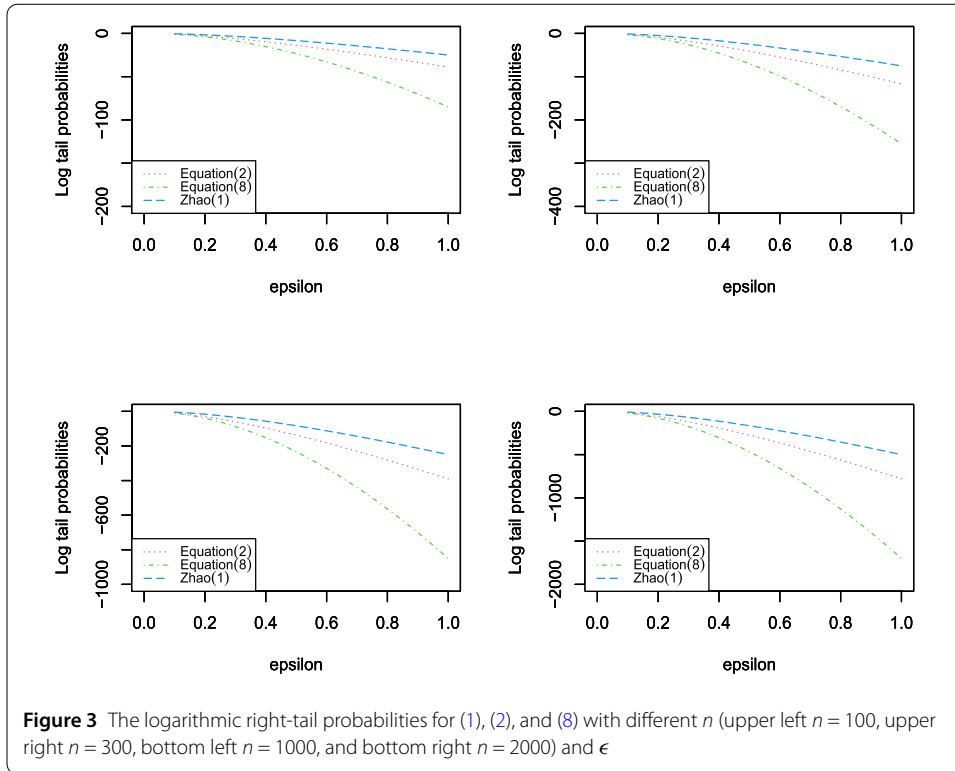 Log tail probabilities
0
−100
−200
Equation(2)
Equation(8)
Zhao(1)
0.0 0.2 0.4 0.6 0.8 1.0
epsilon
Log tail probabilities
0
−200
−400
Equation(2)
Equation(8)
Zhao(1)
0.0 0.2 0.4 0.6 0.8 1.0
epsilon
Log tail probabilities
−200
−600
−1000
Equation(2)
Equation(8)
Zhao(1)
0.0 0.2 0.4 0.6 0.8 1.0
epsilon
Log tail probabilities
0
−1000
−2000
Equation(2)
Equation(8)
Zhao(1)
0.0 0.2 0.4 0.6 0.8 1.0
epsilon
Figure 3 The logarithmic right-tail probabilities for (1), (2), and (8) with different n (upper left n = 100, upper
right n = 300, bottom left n = 1000, and bottom right n = 2000) and ϵ